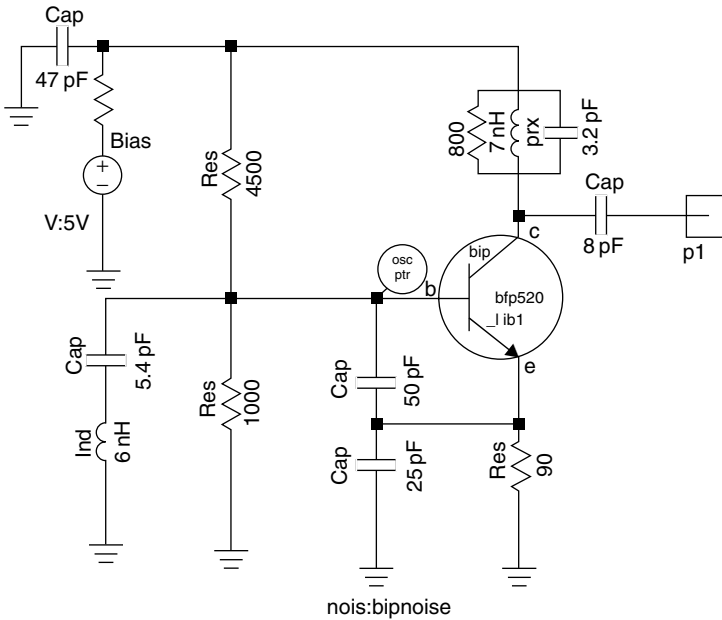 Cap
47 pF
Bias
+
−
V:5V
Res
4500
800
7 nH
prx
3.2 pF
Cap
8 pF
p1
c
bip
bfp520
_l ib1
b
e
osc
ptr
Cap
5.4 pF
Ind
6 nH
Res
1000
Cap
50 pF
Cap
25 pF
Res
90
nois:bipnoise